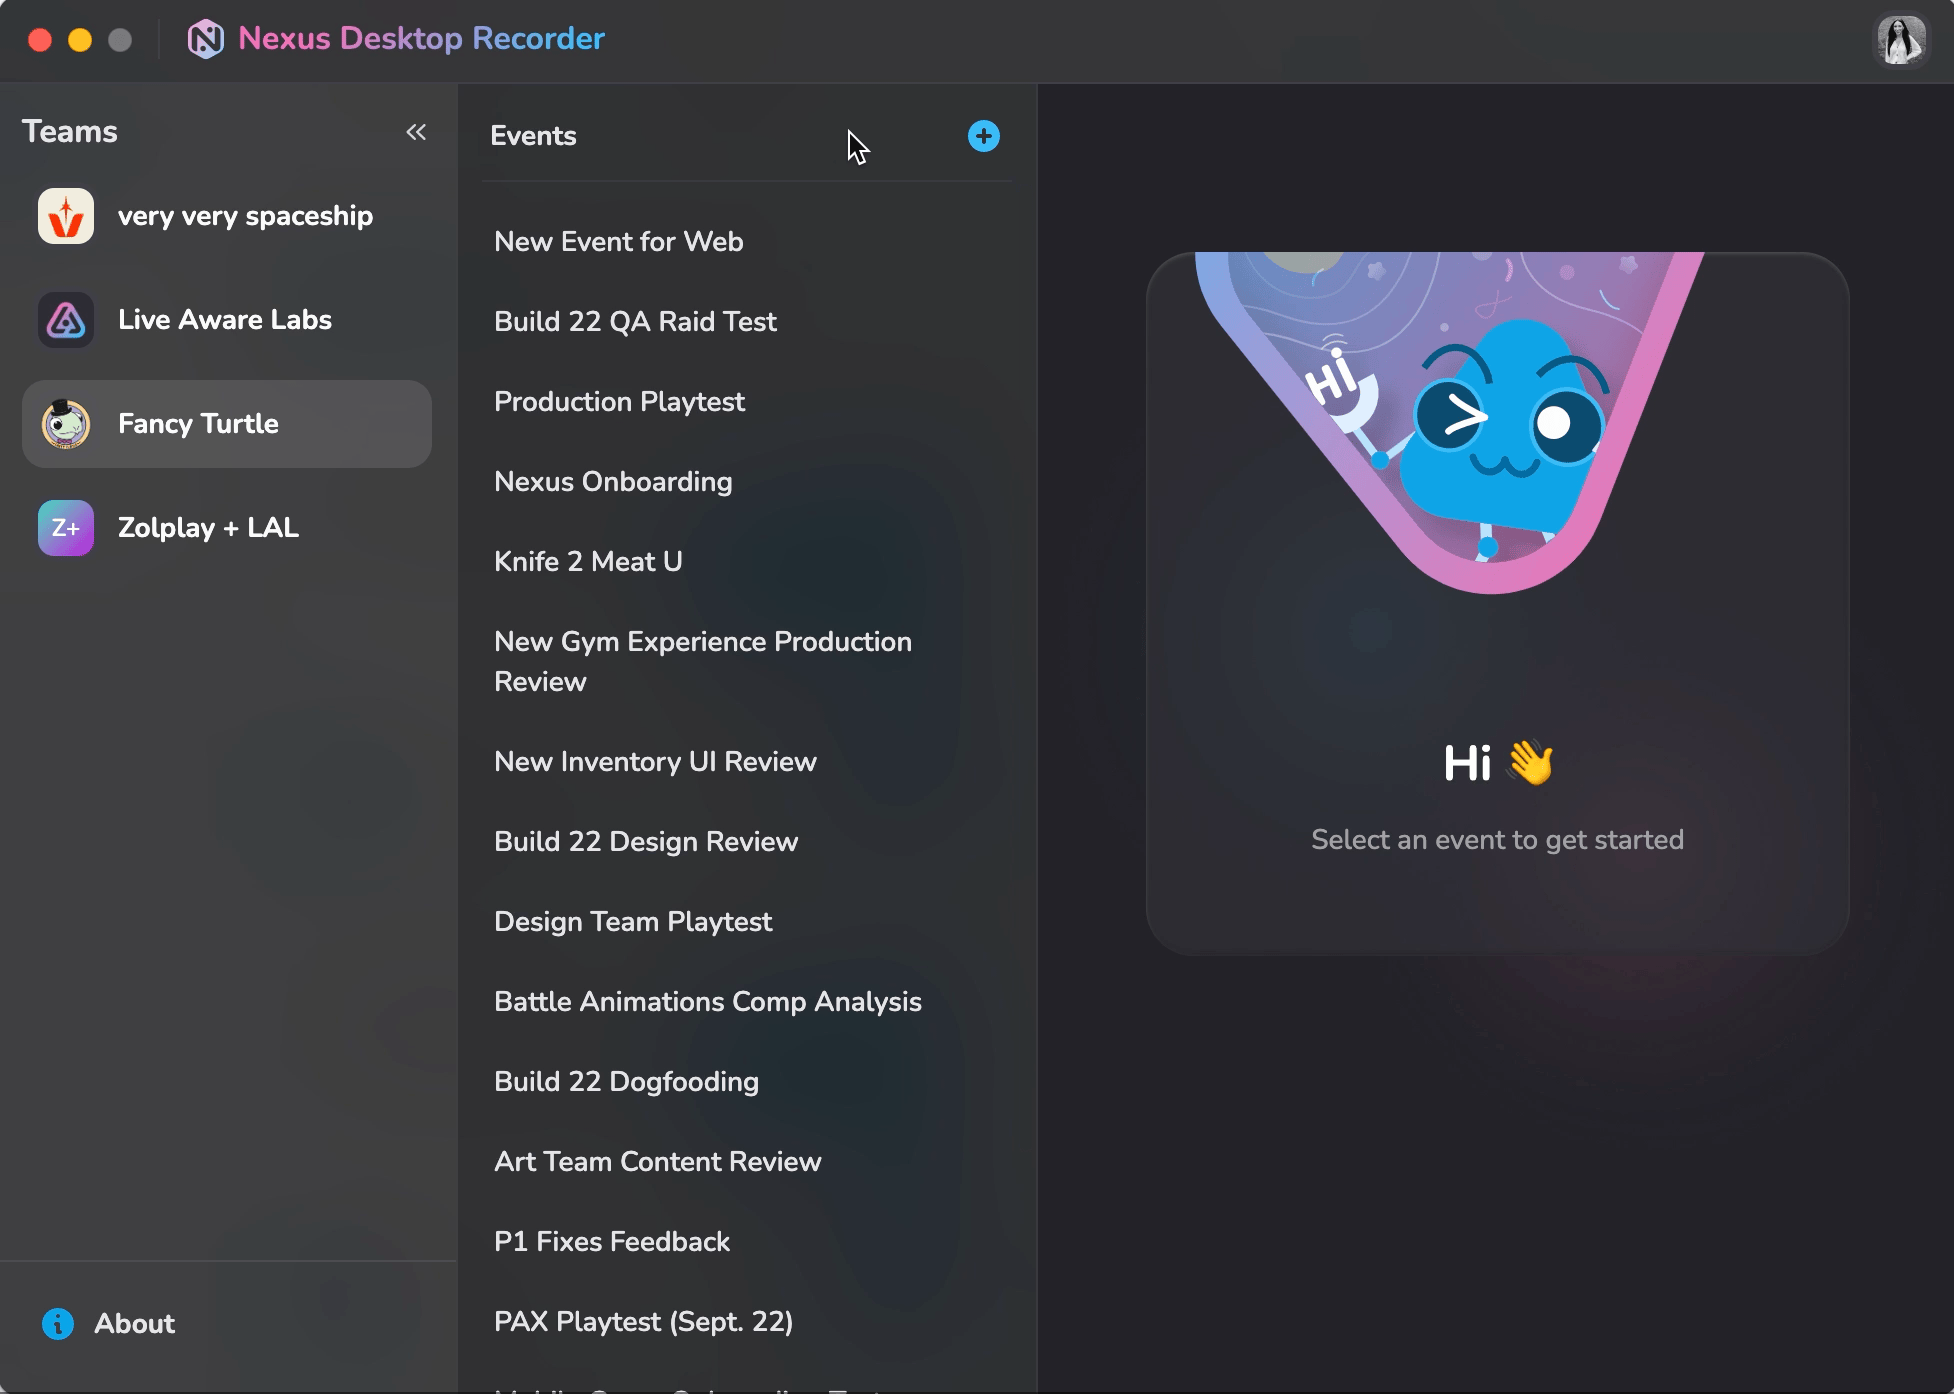 Nexus Desktop Recorder
Teams
very very spaceship
Live Aware Labs
Fancy Turtle
Z+
Zolplay + LAL
About
Events
New Event for Web
Build 22 QA Raid Test
Production Playtest
Nexus Onboarding
Knife 2 Meat U
New Gym Experience Production
Review
New Inventory UI Review
Build 22 Design Review
Design Team Playtest
Battle Animations Comp Analysis
Build 22 Dogfooding
Art Team Content Review
P1 Fixes Feedback
PAX Playtest (Sept. 22)
Hi
Hi 👋
Select an event to get started